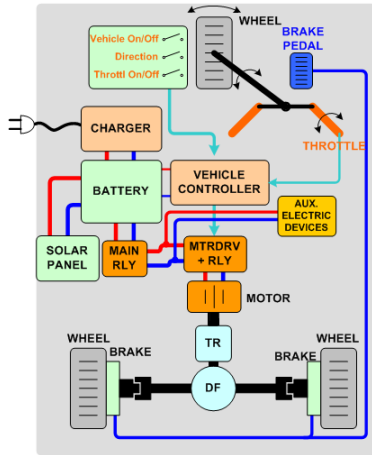 WHEEL
BRAKE
PEDAL
Vehicle On/Off
Direction
Throttl On/Off
THROTTLE
CHARGER
BATTERY
VEHICLE
CONTROLLER
AUX.
ELECTRIC
DEVICES
SOLAR
PANEL
MAIN
RLY
MTRDRV
+ RLY
MOTOR
TR
WHEEL
BRAKE
DF
WHEEL
BRAKE